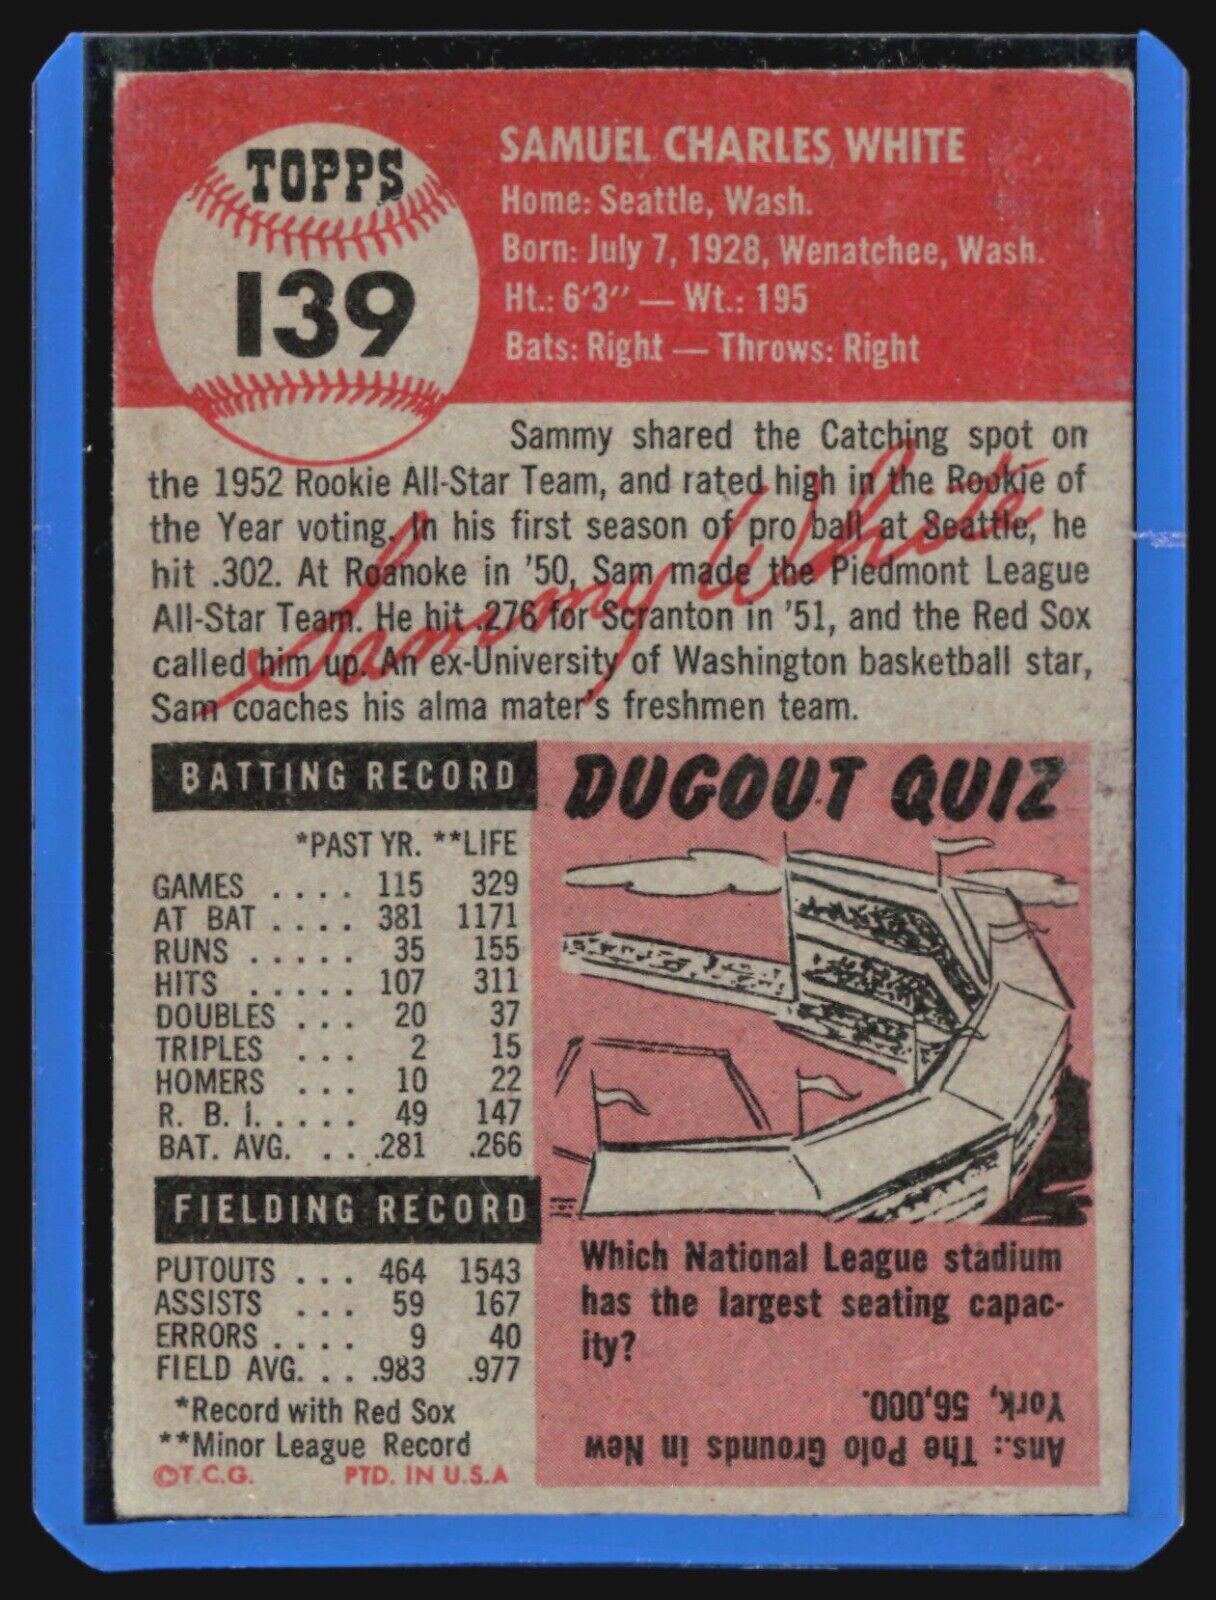 TOPPS
139
SAMUEL CHARLES WHITE
Home: Seattle, Wash.
Born: July 7, 1928, Wenatchee, Wash.
Ht.: 6'3" — Wt.: 195
Bats: Right — Throws: Right
Sammy shared the Catching spot on
the 1952 Rookie All-Star Team, and rated high in the Rookie of
the Year voting. In his first season of pro ball at Seattle, he
hit .302. At Roanoke in '50, Sam made the Piedmont League
All-Star Team. He hit .276 for Scranton in '51, and the Red Sox
called him up. An ex-University of Washington basketball star,
Sam coaches his alma mater's freshmen team.
Sammy White
BATTING RECORD
*PAST YR. **LIFE
GAMES . . . . 115 329
AT BAT . . . . 381 1171
RUNS . . . . . 35 155
HITS . . . . . 107 311
DOUBLES . . . 20 37
TRIPLES . . . 2 15
HOMERS . . . 10 22
R. B. I. . . . . 49 147
BAT. AVG. . . . .281 .266
FIELDING RECORD
PUTOUTS . . . 464 1543
ASSISTS . . . 59 167
ERRORS . . . . 9 40
FIELD AVG. . . . .983 .977
*Record with Red Sox
**Minor League Record
©T.C.G. PTD. IN U.S.A
DUGOUT QUIZ
Which National League stadium
has the largest seating capac-
ity?
Ans.: The Polo Grounds in New
York, 56,000.